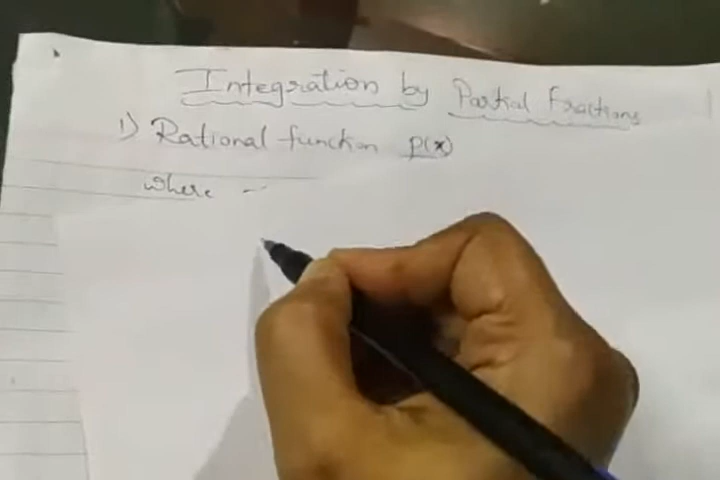 Integration by Partial Fractions
1) Rational function p(x)
where